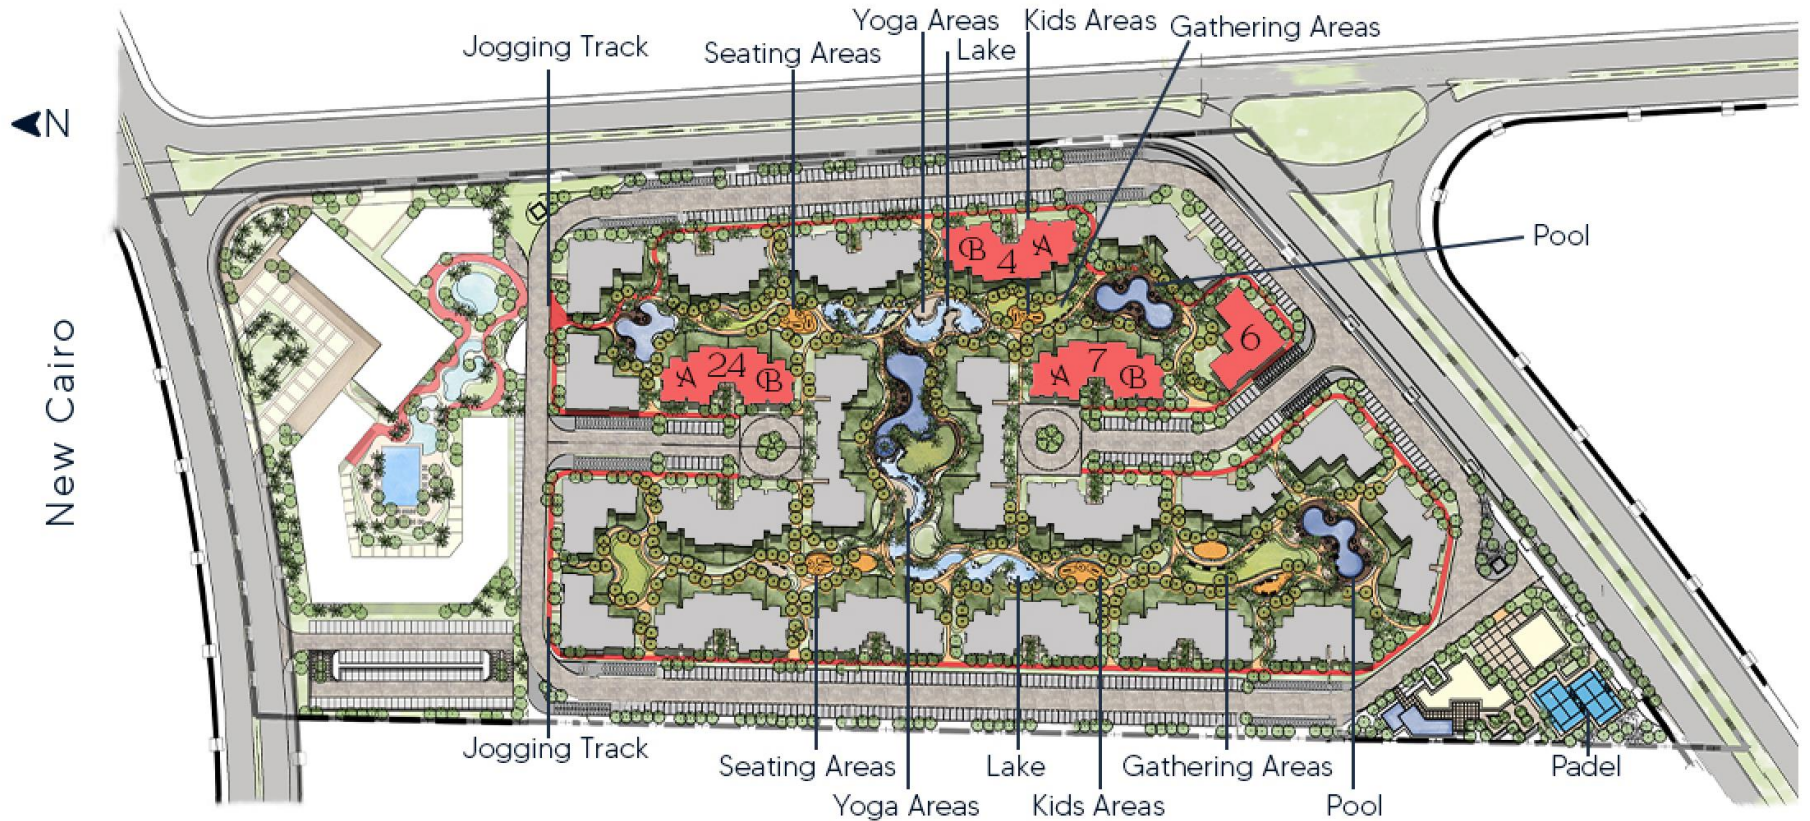 Yoga Areas
Kids Areas
Gathering Areas
Jogging Track
Seating Areas
Lake
N
Pool
B
A
4
6
A
24
B
A
7
B
New Cairo
Jogging Track
Seating Areas
Lake
Gathering Areas
Padel
Yoga Areas
Kids Areas
Pool